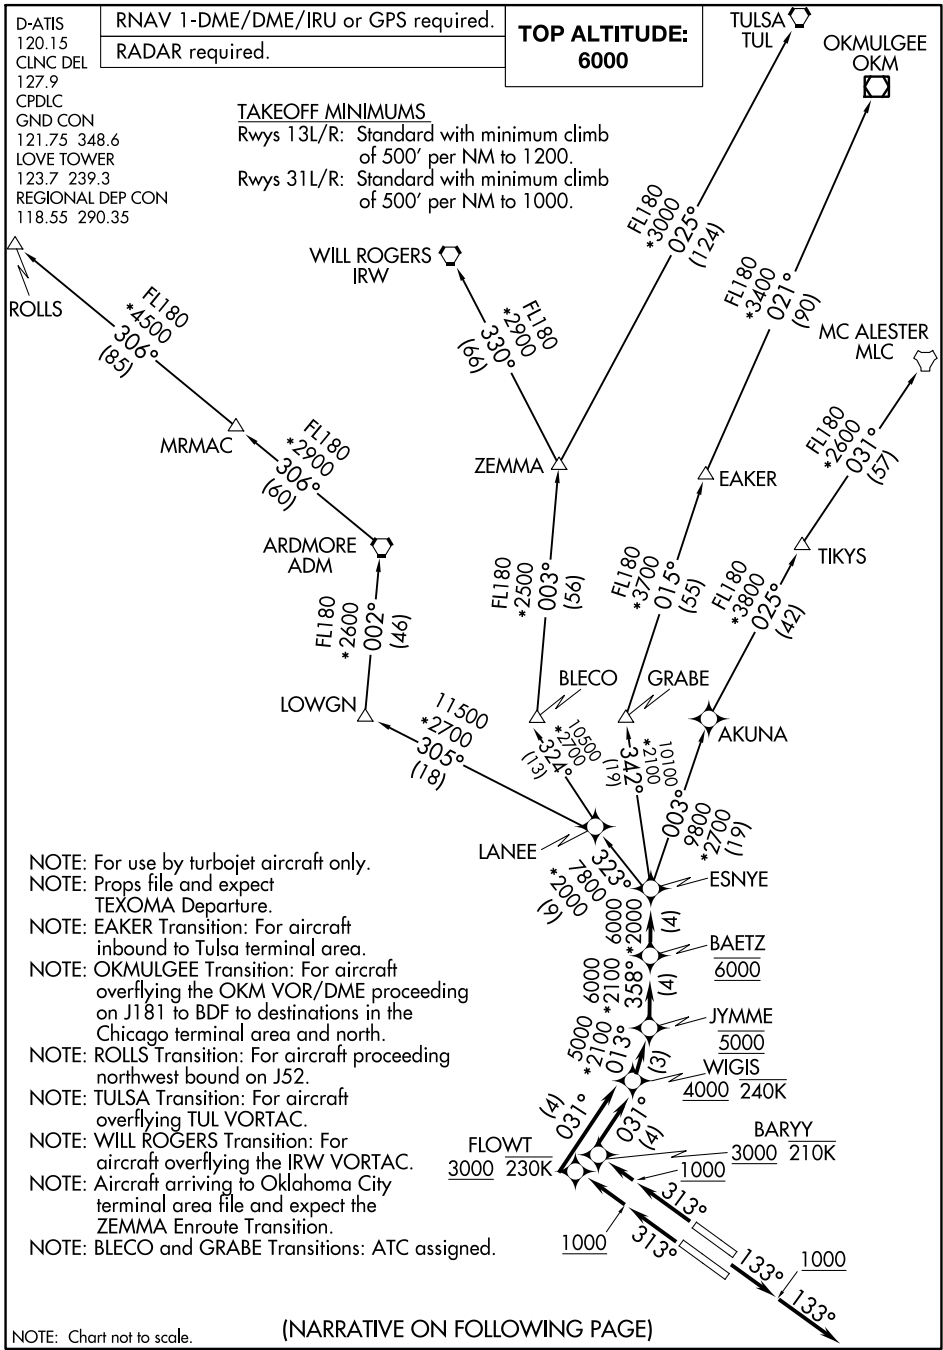 D-ATIS
120.15
CLNC DEL
127.9
CPDLC
GND CON
121.75 348.6
LOVE TOWER
123.7 239.3
REGIONAL DEP CON
118.55 290.35
RNAV 1-DME/DME/IRU or GPS required.
RADAR required.
TOP ALTITUDE:
6000
TAKEOFF MINIMUMS
Rwys 13L/R: Standard with minimum climb
of 500' per NM to 1200.
Rwys 31L/R: Standard with minimum climb
of 500' per NM to 1000.
TULSA
TUL
OKMULGEE
OKM
FL180
*3000
025°
(124)
WILL ROGERS
IRW
FL180
*2900
330°
(66)
FL180
*3400
021°
(90)
MC ALESTER
MLC
ROLLS
FL180
*4500
306°
(85)
MRMAC
FL180
*2900
306°
(60)
ZEMMA
EAKER
FL180
*2600
031°
(57)
ARDMORE
ADM
TIKYS
FL180
*2600
002°
(46)
FL180
*2500
003°
(56)
FL180
*3700
015°
(55)
FL180
*3800
025°
(42)
LOWGN
BLECO
GRABE
AKUNA
11500
*2700
305°
(18)
10500
*2700
324°
(13)
10100
*2100
342°
(19)
003°
9800
*2700
(19)
LANEE
323°
7800
*2000
(9)
ESNYE
6000
*2000
(4)
BAETZ
6000
6000
*2100
358°
(4)
JYMME
5000
5000
*2100
013°
(3)
WIGIS
4000 240K
031°
(4)
031°
(4)
BARYY
3000 210K
FLOWT
3000 230K
1000
313°
1000
313°
133°
1000
133°
NOTE: For use by turbojet aircraft only.
NOTE: Props file and expect
TEXOMA Departure.
NOTE: EAKER Transition: For aircraft
inbound to Tulsa terminal area.
NOTE: OKMULGEE Transition: For aircraft
overflying the OKM VOR/DME proceeding
on J181 to BDF to destinations in the
Chicago terminal area and north.
NOTE: ROLLS Transition: For aircraft proceeding
northwest bound on J52.
NOTE: TULSA Transition: For aircraft
overflying TUL VORTAC.
NOTE: WILL ROGERS Transition: For
aircraft overflying the IRW VORTAC.
NOTE: Aircraft arriving to Oklahoma City
terminal area file and expect the
ZEMMA Enroute Transition.
NOTE: BLECO and GRABE Transitions: ATC assigned.
NOTE: Chart not to scale.
(NARRATIVE ON FOLLOWING PAGE)